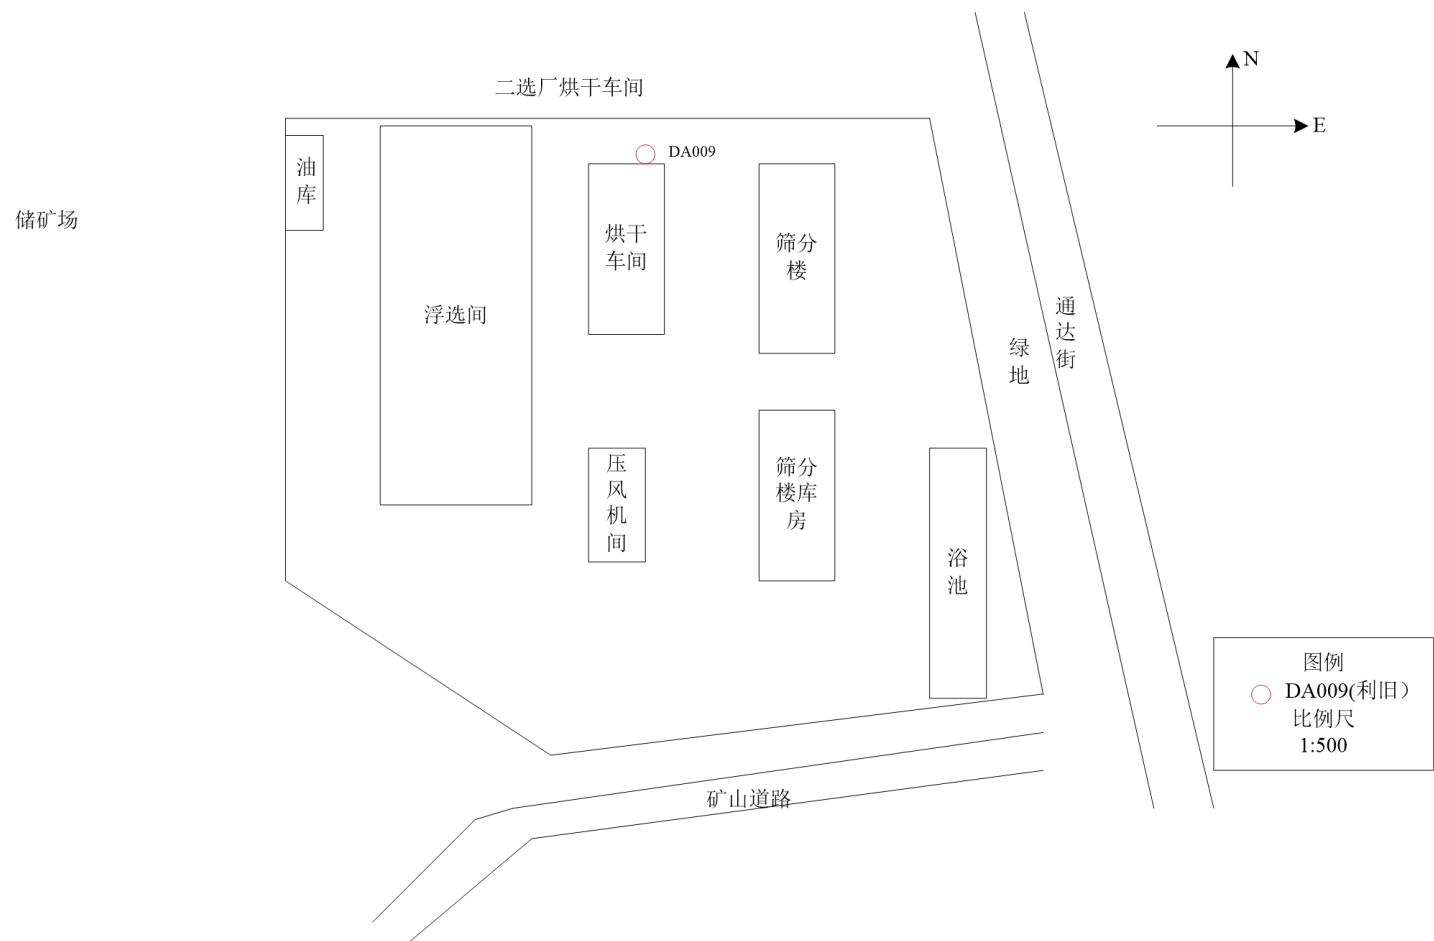 二选厂烘干车间
N
E
DA009
油
库
储矿场
烘干
车间
筛分
楼
浮选间
通
达
街
绿
地
压
风
机
间
筛分
楼库
房
浴
池
图例
DA009(利旧）
比例尺
1:500
矿山道路